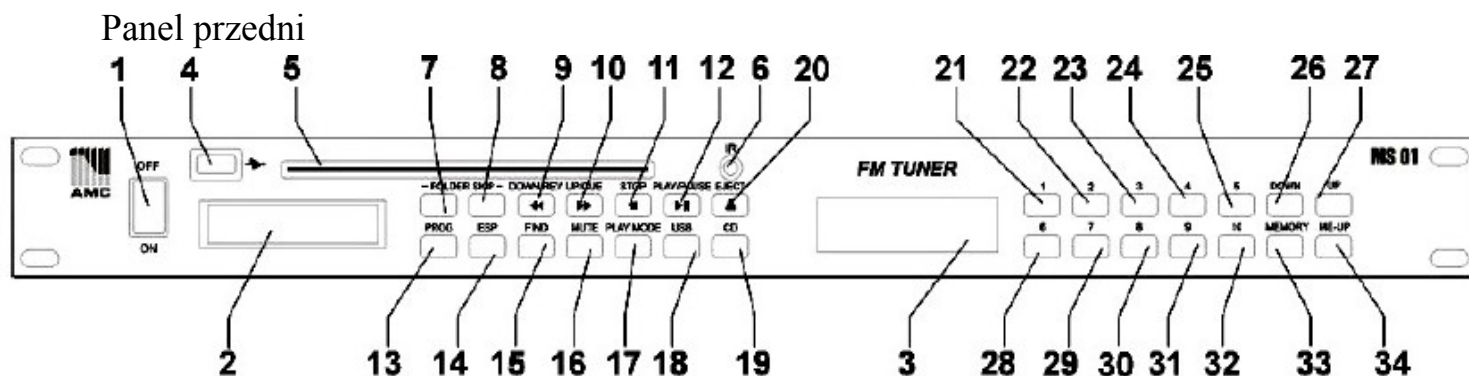 Panel przedni
1 4 5 7 8 9 10 11 12 6 20 21 22 23 24 25 26 27
OFF
IR
FM TUNER
MS 01
AMC
- FOLDER SKIP - DOWN/REV UP/CUE STOP PLAY/POUSE EJECT
1 2 3 4 5 DOWN UP
ON
PROG ESP FIND MUTE PLAY MODE USB CD
6 7 8 9 10 MEMORY ME-UP
2 13 14 15 16 17 18 19 3 28 29 30 31 32 33 34